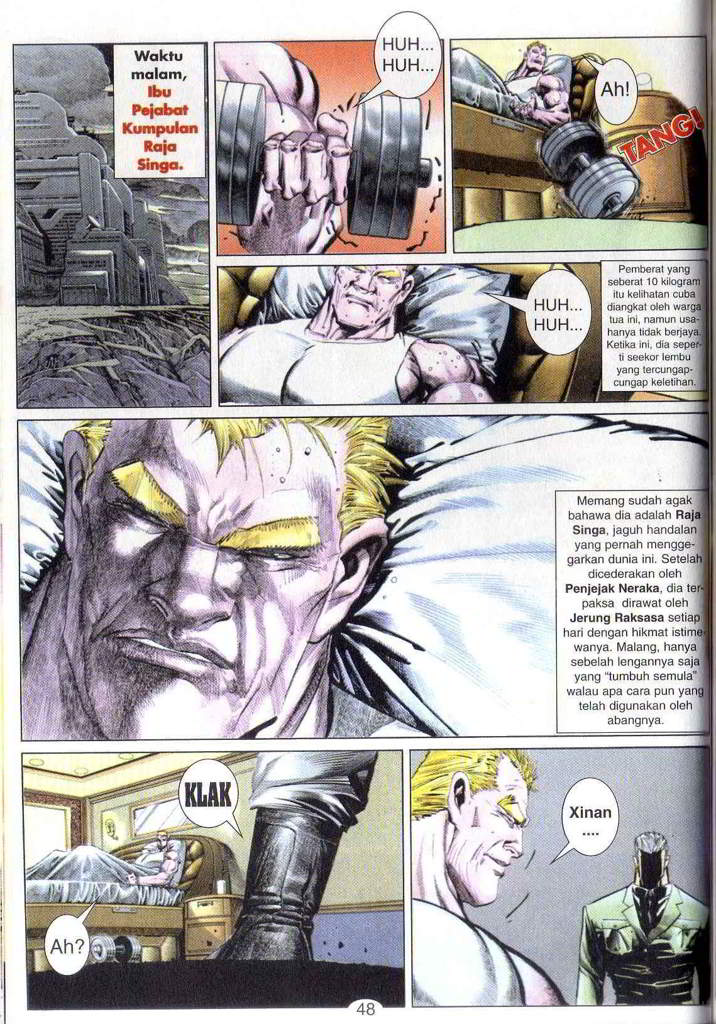 Waktu
malam,
Ibu
Pejabat
Kumpulan
Raja
Singa.
HUH...
HUH...
Ah!
TANG!
HUH...
HUH...
Pemberat yang
seberat 10 kilogram
itu kelihatan cuba
diangkat oleh warga
tua ini, namun usa-
hanya tidak berjaya.
Ketika ini, dia seper-
ti seekor lembu
yang tercungap-
cungap keletihan.
Memang sudah agak
bahawa dia adalah Raja
Singa, jaguh handalan
yang pernah mengge-
garkan dunia ini. Setelah
dicederakan oleh
Penjejak Neraka, dia ter-
paksa dirawat oleh
Jerung Raksasa setiap
hari dengan hikmat istime-
wanya. Malang, hanya
sebelah lengannya saja
yang "tumbuh semula"
walau apa cara pun yang
telah digunakan oleh
abangnya.
KLAK
Ah?
Xinan
....
48